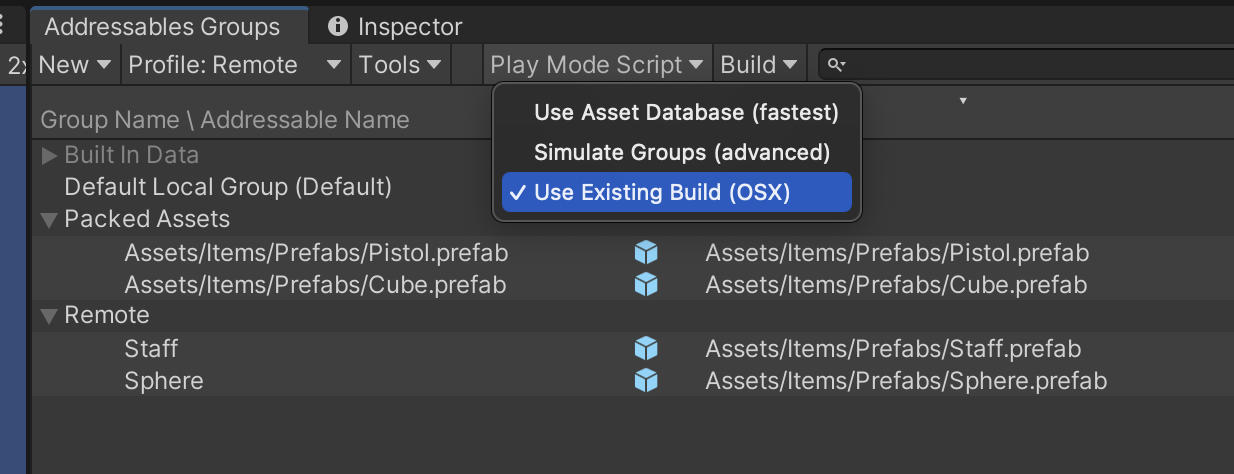 Addressables Groups Inspector
2x New Profile: Remote Tools Play Mode Script Build
Use Asset Database (fastest)
Simulate Groups (advanced)
Use Existing Build (OSX)
Group Name \ Addressable Name
Built In Data
Default Local Group (Default)
Packed Assets
Assets/Items/Prefabs/Pistol.prefab Assets/Items/Prefabs/Pistol.prefab
Assets/Items/Prefabs/Cube.prefab Assets/Items/Prefabs/Cube.prefab
Remote
Staff Assets/Items/Prefabs/Staff.prefab
Sphere Assets/Items/Prefabs/Sphere.prefab